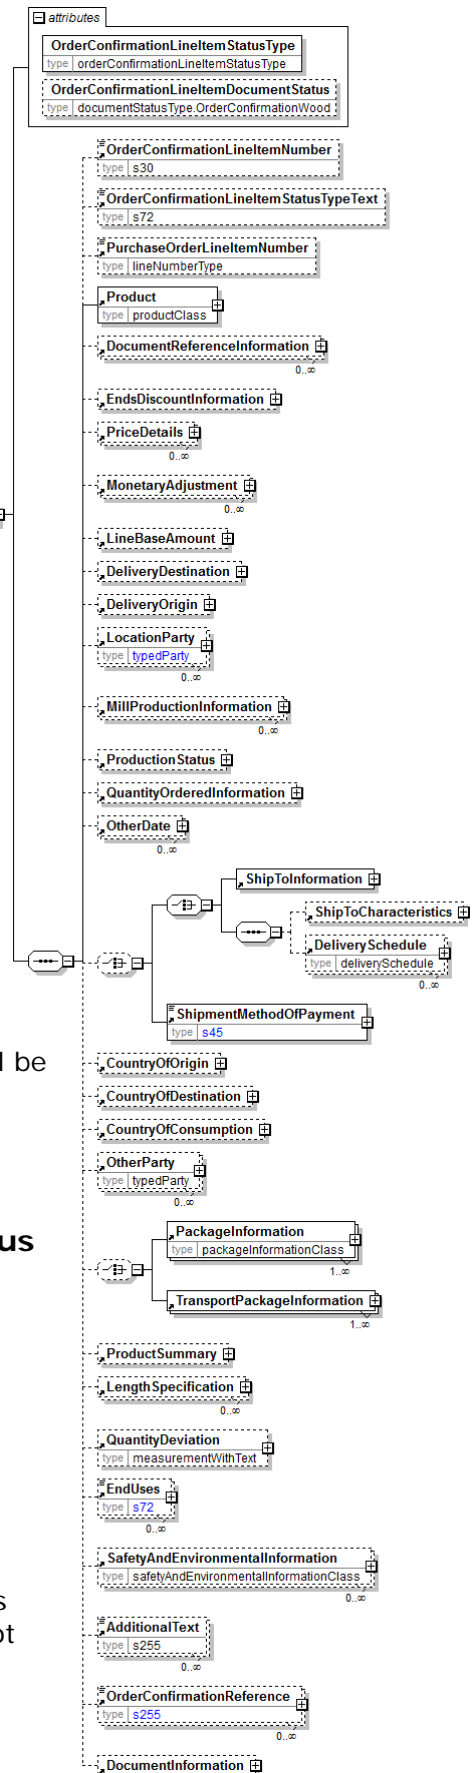 attributes
OrderConfirmationLineItemStatusType
type orderConfirmationLineItemStatusType
OrderConfirmationLineItemDocumentStatus
type documentStatusType.OrderConfirmationWood
OrderConfirmationLineItemNumber
type s30
OrderConfirmationLineItemStatusTypeText
type s72
PurchaseOrderLineItemNumber
type lineNumberType
Product
type productClass
DocumentReferenceInformation
0..∞
EndsDiscountInformation
PriceDetails
0..∞
MonetaryAdjustment
0..∞
LineBaseAmount
DeliveryDestination
DeliveryOrigin
LocationParty
type typedParty
0..∞
MillProductionInformation
0..∞
ProductionStatus
QuantityOrderedInformation
OtherDate
0..∞
ShipToInformation
ShipToCharacteristics
DeliverySchedule
type deliverySchedule
0..∞
ShipmentMethodOfPayment
type s45
l be
CountryOfOrigin
CountryOfDestination
CountryOfConsumption
OtherParty
type typedParty
0..∞
us
PackageInformation
type packageInformationClass
1..∞
TransportPackageInformation
1..∞
ProductSummary
LengthSpecification
0..∞
QuantityDeviation
type measurementWithText
EndUses
type s72
0..∞
SafetyAndEnvironmentalInformation
type safetyAndEnvironmentalInformationClass
0..∞
s
ot
AdditionalText
type s255
0..∞
OrderConfirmationReference
type s255
0..∞
DocumentInformation